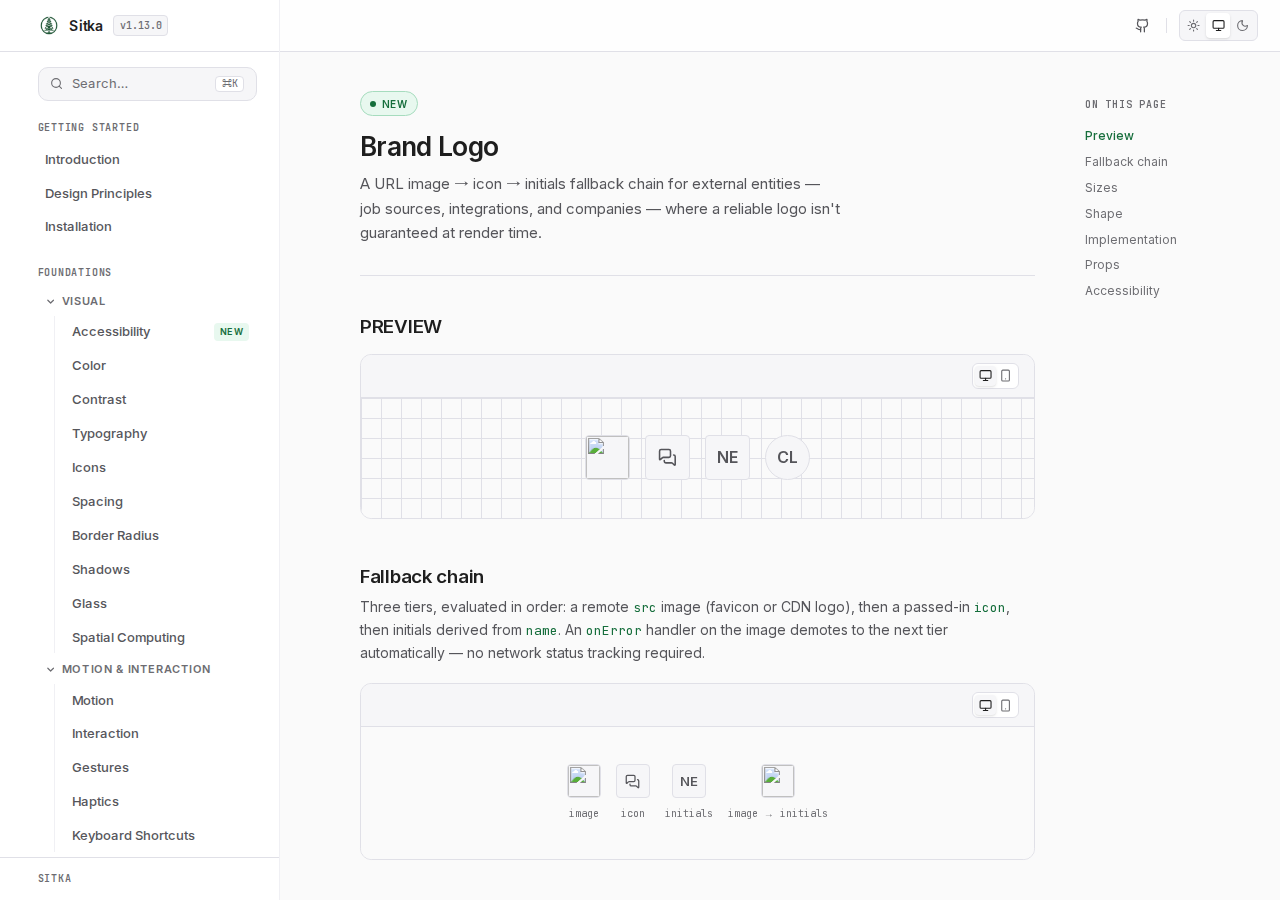 Sitka v1.13.0
Search... ⌘K
GETTING STARTED
Introduction
Design Principles
Installation
FOUNDATIONS
VISUAL
Accessibility NEW
Color
Contrast
Typography
Icons
Spacing
Border Radius
Shadows
Glass
Spatial Computing
MOTION & INTERACTION
Motion
Interaction
Gestures
Haptics
Keyboard Shortcuts
SITKA
NEW
Brand Logo
A URL image → icon → initials fallback chain for external entities —
job sources, integrations, and companies — where a reliable logo isn't
guaranteed at render time.
PREVIEW
NE CL
Fallback chain
Three tiers, evaluated in order: a remote src image (favicon or CDN logo), then a passed-in icon,
then initials derived from name. An onError handler on the image demotes to the next tier
automatically — no network status tracking required.
NE
image icon initials image → initials
ON THIS PAGE
Preview
Fallback chain
Sizes
Shape
Implementation
Props
Accessibility